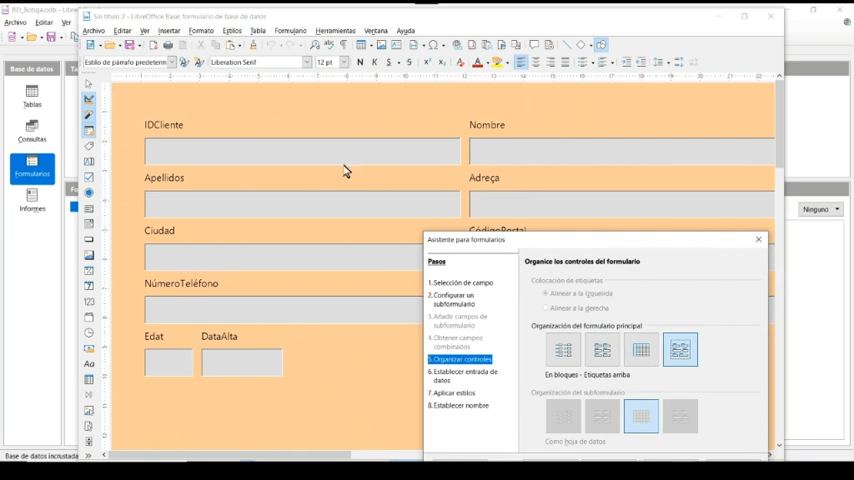 BD_Botiga.odb - Lib
Sin título 2 - LibreOffice Base: formulario de base de datos
Archivo Editar Ver
Archivo Editar Ver Insertar Formato Estilos Tabla Formulario Herramientas Ventana Ayuda
Estilo de párrafo predeterm Liberation Serif 12 pt
Base de datos
Tablas
Consultas
Formularios
Informes
Ninguno
IDCliente Nombre
Apellidos Adreça
Ciudad CódigoPostal
NúmeroTeléfono
Edat DataAlta
Asistente para formularios
Pasos
1.Selección de campo
2.Configurar un
subformulario
3.Añadir campos de
subformulario
4.Obtener campos
combinados
5.Organizar controles
6.Establecer entrada de
datos
7.Aplicar estilos
8.Establecer nombre
Organice los controles del formulario
Colocación de etiquetas
Alinear a la izquierda
Alinear a la derecha
Organización del formulario principal
En bloques - Etiquetas arriba
Organización del subformulario
Como hoja de datos
Base de datos incrustada